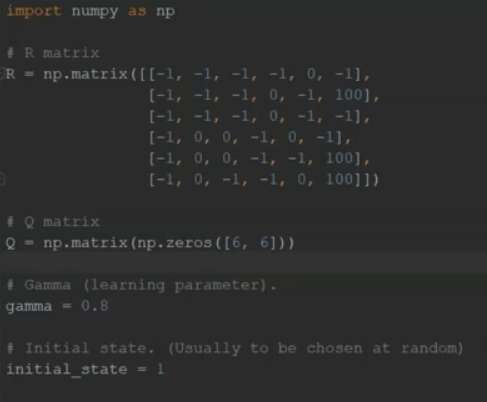 import numpy as np
# R matrix
R = np.matrix([[-1, -1, -1, -1, 0, -1],
[-1, -1, -1, 0, -1, 100],
[-1, -1, -1, 0, -1, -1],
[-1, 0, 0, -1, 0, -1],
[-1, 0, 0, -1, -1, 100],
[-1, 0, -1, -1, 0, 100]])
# Q matrix
Q = np.matrix(np.zeros([6, 6]))
# Gamma (learning parameter).
gamma = 0.8
# Initial state. (Usually to be chosen at random)
initial_state = 1